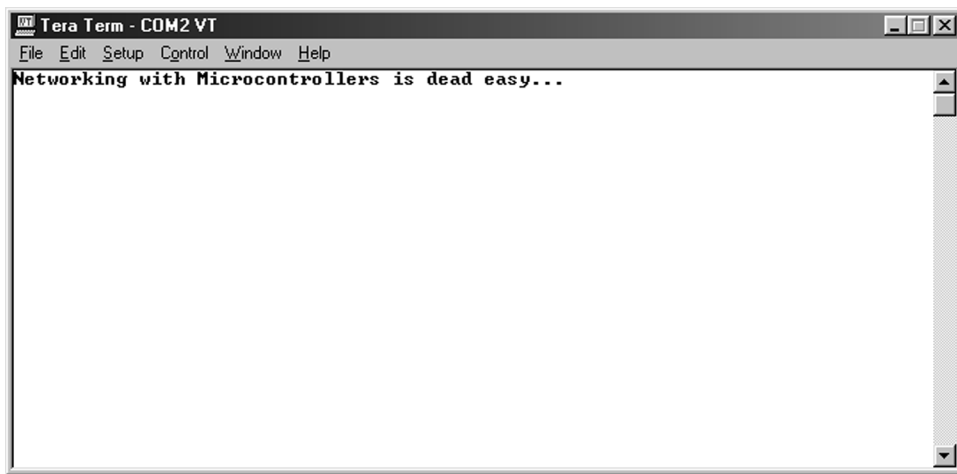 Tera Term - COM2 VT
File Edit Setup Control Window Help
Networking with Microcontrollers is dead easy...